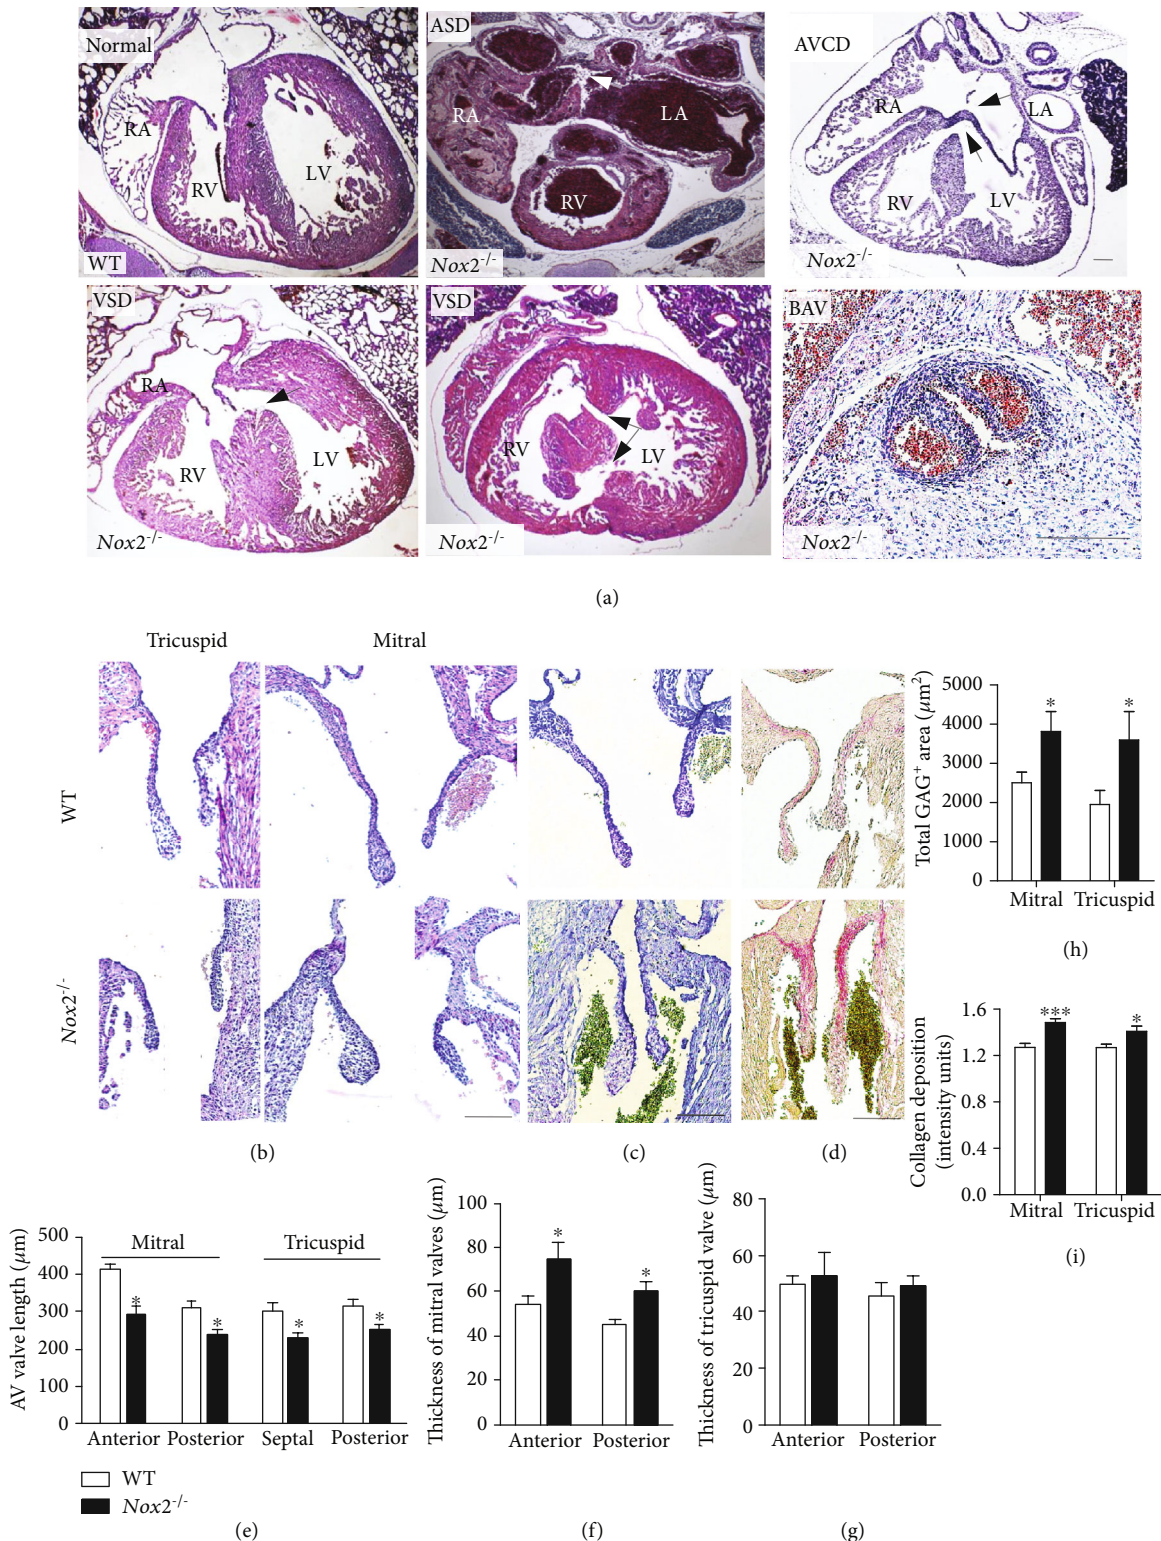 Normal
RA
RV
LV
WT
ASD
RA
LA
RV
Nox2-/-
AVCD
RA
LA
RV
LV
Nox2-/-
VSD
RA
RV
LV
Nox2-/-
VSD
RV
LV
Nox2-/-
BAV
Nox2-/-
(a)
Tricuspid
Mitral
WT
Nox2-/-
(b)
(c)
(d)
Total GAG+ area (μm2)
5000
4000
3000
2000
1000
0
* *
Mitral Tricuspid
(h)
Collagen deposition
(intensity units)
1.6
1.2
0.8
0.4
0.0
*** *
Mitral Tricuspid
(i)
AV valve length (μm)
500
400
300
200
100
0
Mitral Tricuspid
* * * *
Anterior Posterior Septal Posterior
WT
Nox2-/-
(e)
Thickness of mitral valves (μm)
100
80
60
40
20
0
* *
Anterior Posterior
(f)
Thickness of tricuspid valve (μm)
80
60
40
20
0
Anterior Posterior
(g)